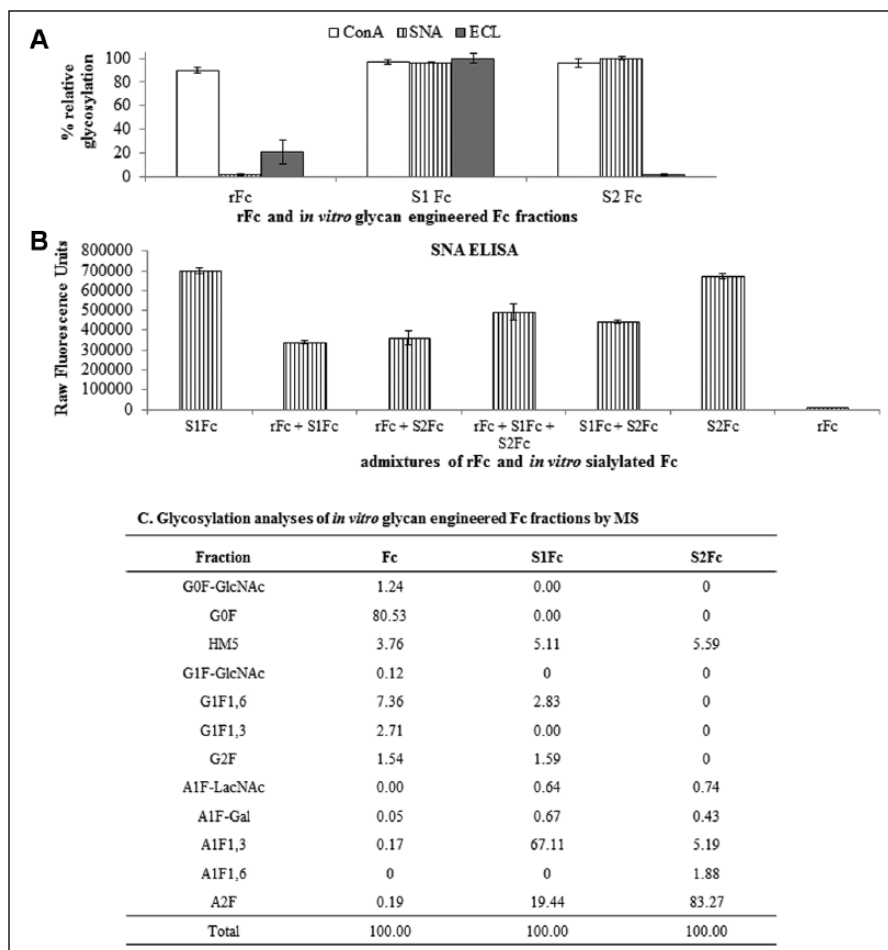 A
ConA SNA ECL
% relative
glycosylation
100
80
60
40
20
0
rFc S1 Fc S2 Fc
rFc and in vitro glycan engineered Fc fractions
B
SNA ELISA
Raw Fluorescence Units
800000
700000
600000
500000
400000
300000
200000
100000
0
S1Fc rFc + S1Fc rFc + S2Fc rFc + S1Fc + S1Fc + S2Fc S2Fc rFc
S2Fc
admixtures of rFc and in vitro sialylated Fc
C. Glycosylation analyses of in vitro glycan engineered Fc fractions by MS
Fraction Fc S1Fc S2Fc
G0F-GlcNAc 1.24 0.00 0
G0F 80.53 0.00 0
HM5 3.76 5.11 5.59
G1F-GlcNAc 0.12 0 0
G1F1,6 7.36 2.83 0
G1F1,3 2.71 0.00 0
G2F 1.54 1.59 0
A1F-LacNAc 0.00 0.64 0.74
A1F-Gal 0.05 0.67 0.43
A1F1,3 0.17 67.11 5.19
A1F1,6 0 0 1.88
A2F 0.19 19.44 83.27
Total 100.00 100.00 100.00